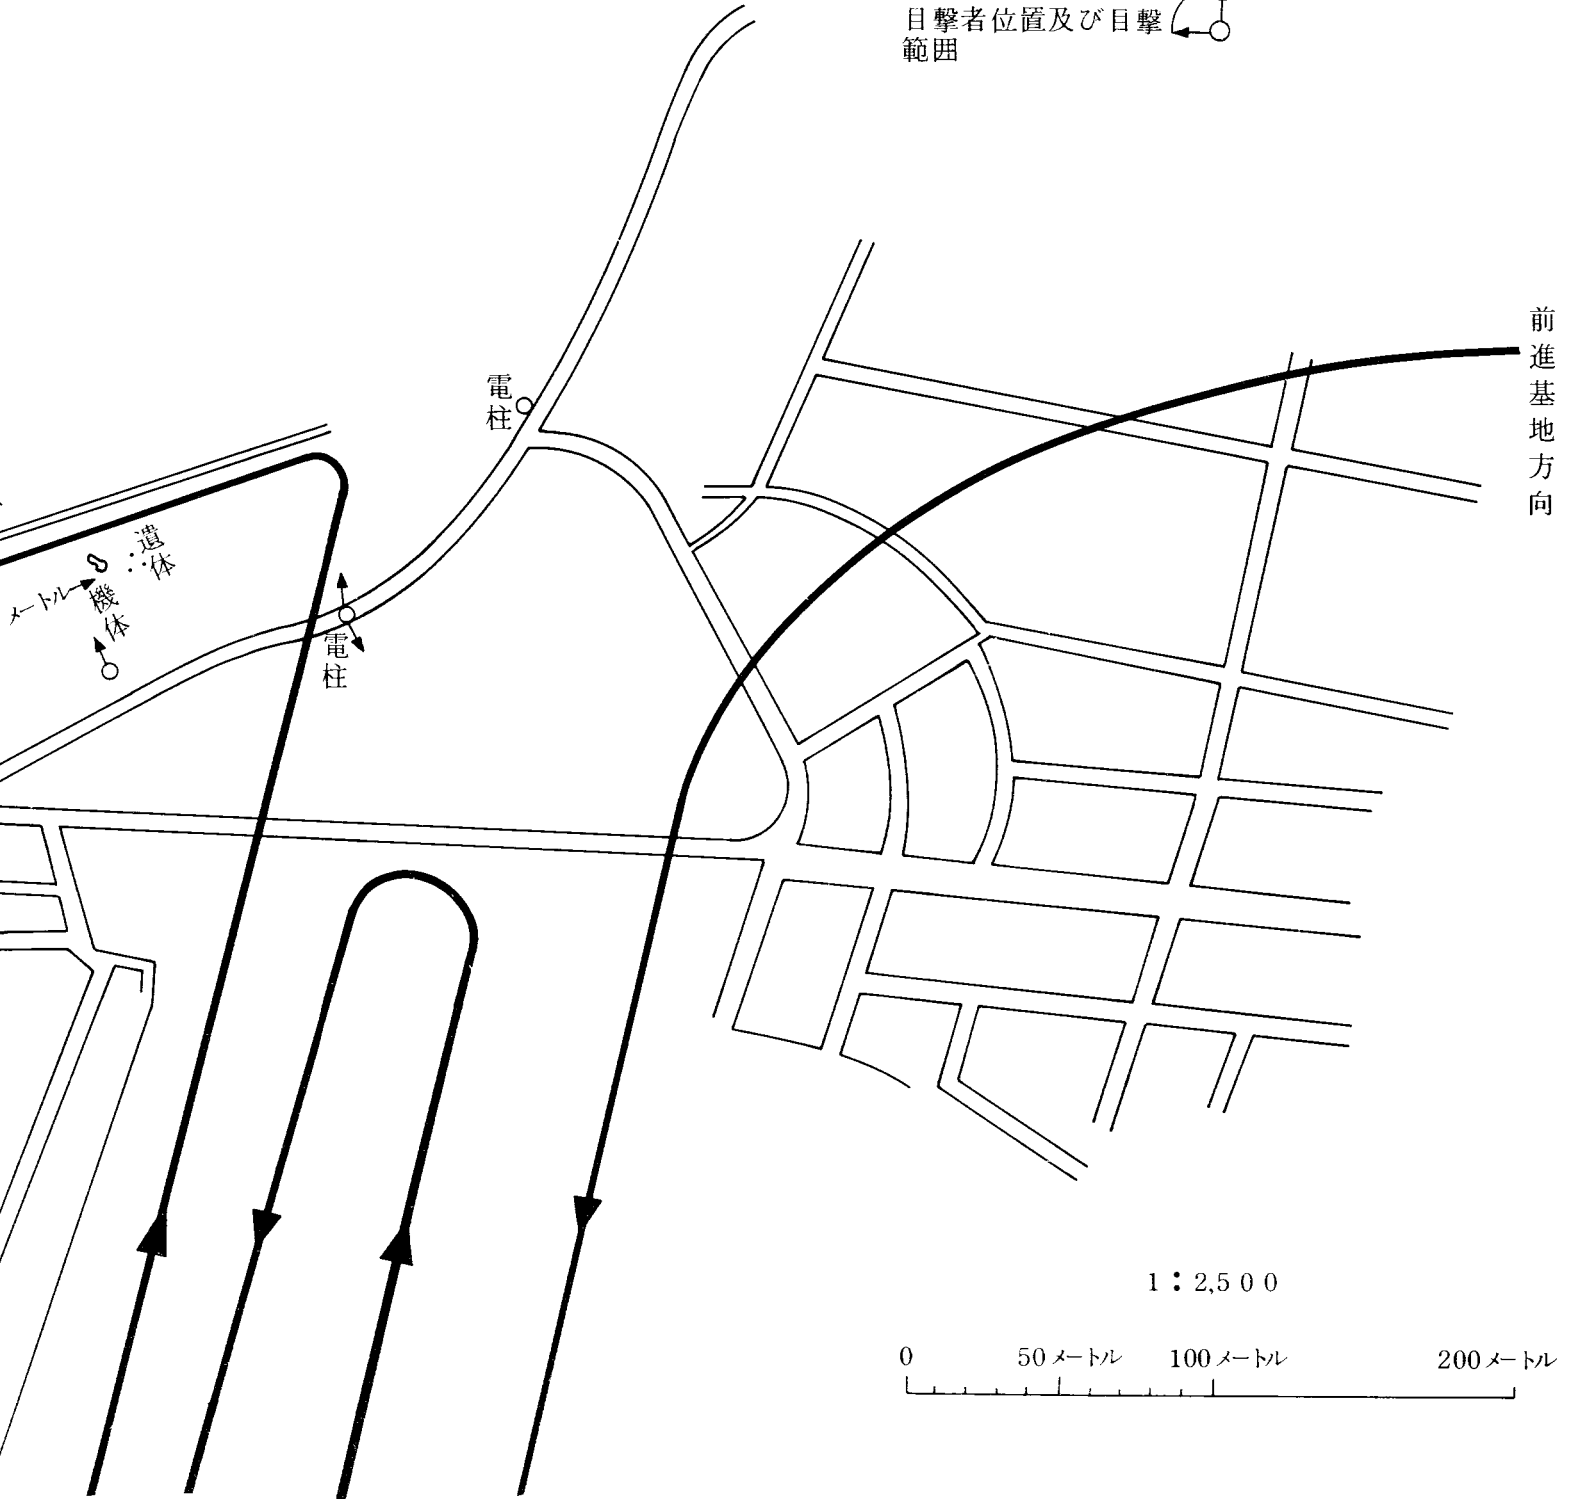 目撃者位置及び目撃
範囲
前進基地方向
電柱
遺体
メートル
機体
電柱
1:2,500
0 50メートル 100メートル 200メートル